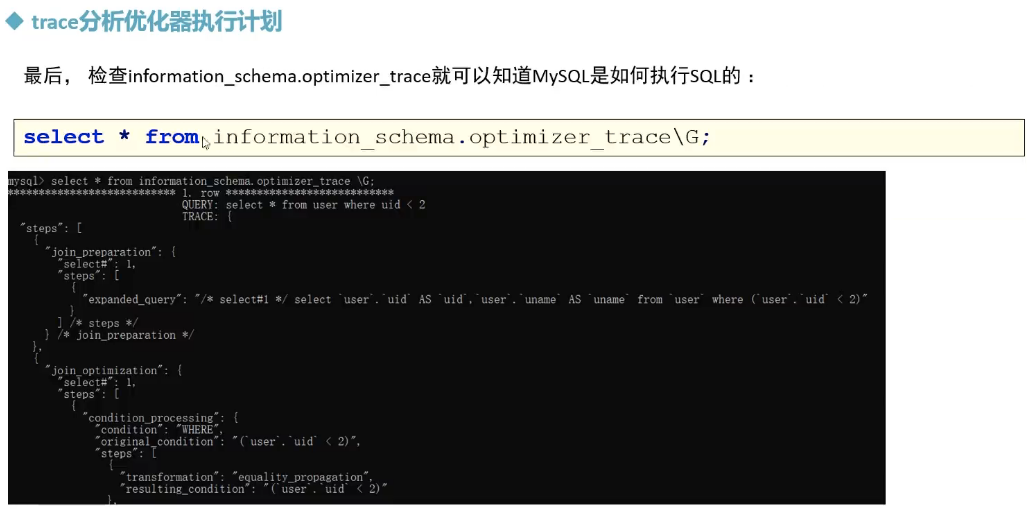 ◆ trace分析优化器执行计划
最后， 检查information_schema.optimizer_trace就可以知道MySQL是如何执行SQL的 ：
select * from information_schema.optimizer_trace\G;
mysql> select * from information_schema.optimizer_trace \G;
*************************** 1. row ***************************
QUERY: select * from user where uid < 2
TRACE: {
"steps": [
{
"join_preparation": {
"select#": 1,
"steps": [
{
"expanded_query": "/* select#1 */ select `user`.`uid` AS `uid`,`user`.`uname` AS `uname` from `user` where (`user`.`uid` < 2)"
}
] /* steps */
} /* join_preparation */
},
{
"join_optimization": {
"select#": 1,
"steps": [
{
"condition_processing": {
"condition": "WHERE",
"original_condition": "(`user`.`uid` < 2)",
"steps": [
{
"transformation": "equality_propagation",
"resulting_condition": "(`user`.`uid` < 2)"
},